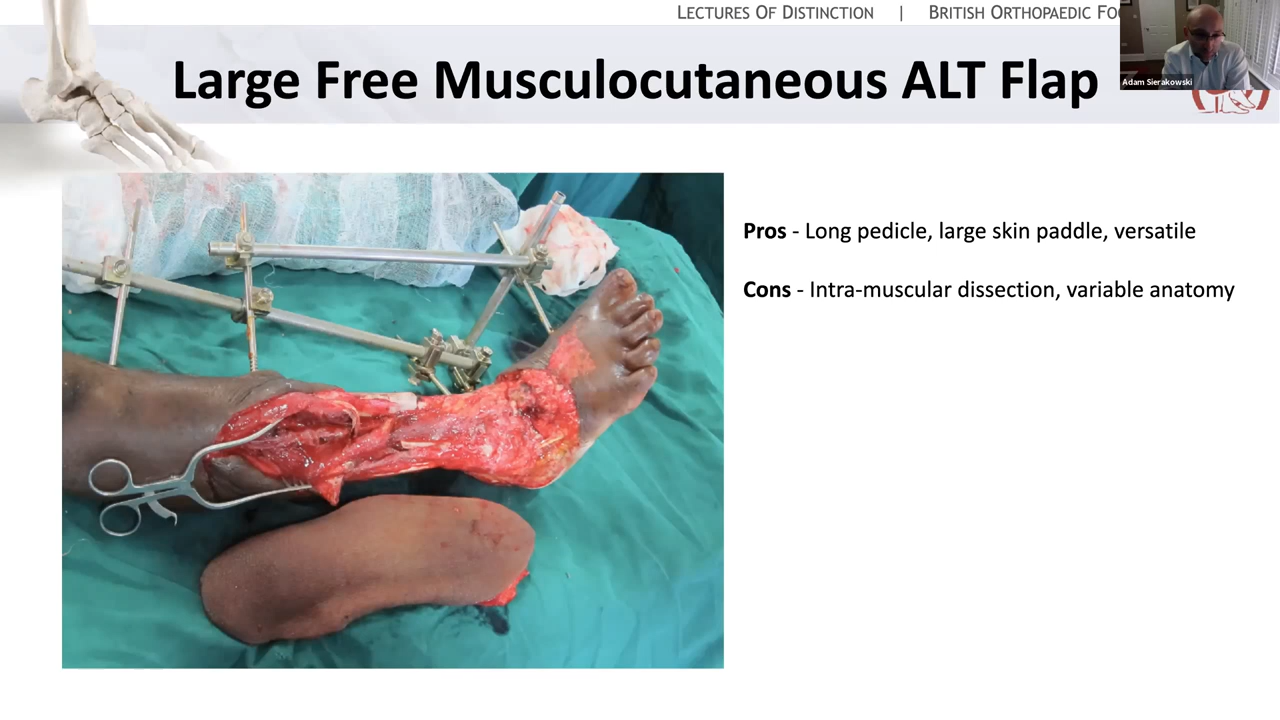 LECTURES OF DISTINCTION | BRITISH ORTHOPAEDIC
Large Free Musculocutaneous ALT Flap
Adam Sierakowski
Pros - Long pedicle, large skin paddle, versatile
Cons - Intra-muscular dissection, variable anatomy